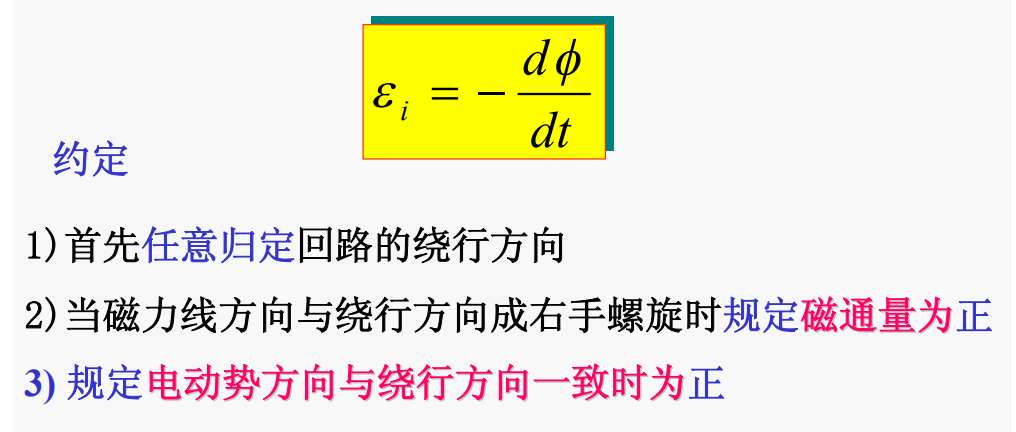 εᵢ = − dϕ/dt
约定
1)首先任意归定回路的绕行方向
2)当磁力线方向与绕行方向成右手螺旋时规定磁通量为正
3) 规定电动势方向与绕行方向一致时为正